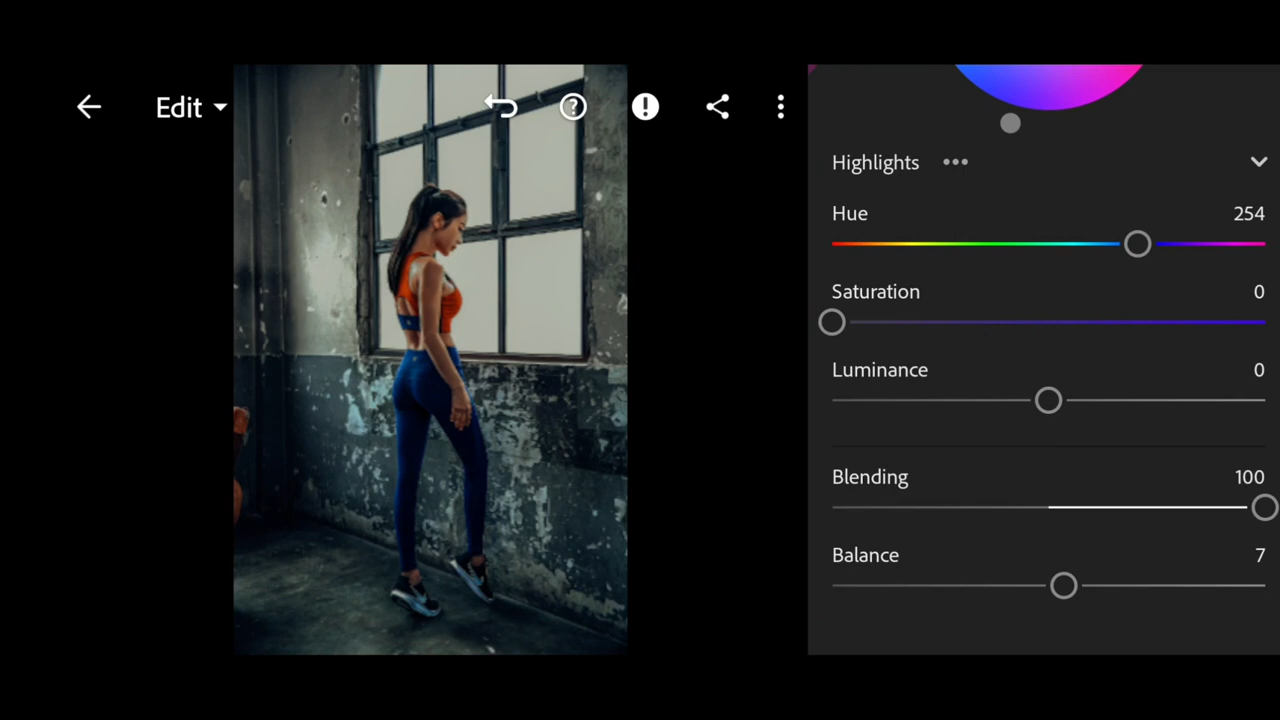 Edit
Highlights
Hue 254
Saturation 0
Luminance 0
Blending 100
Balance 7